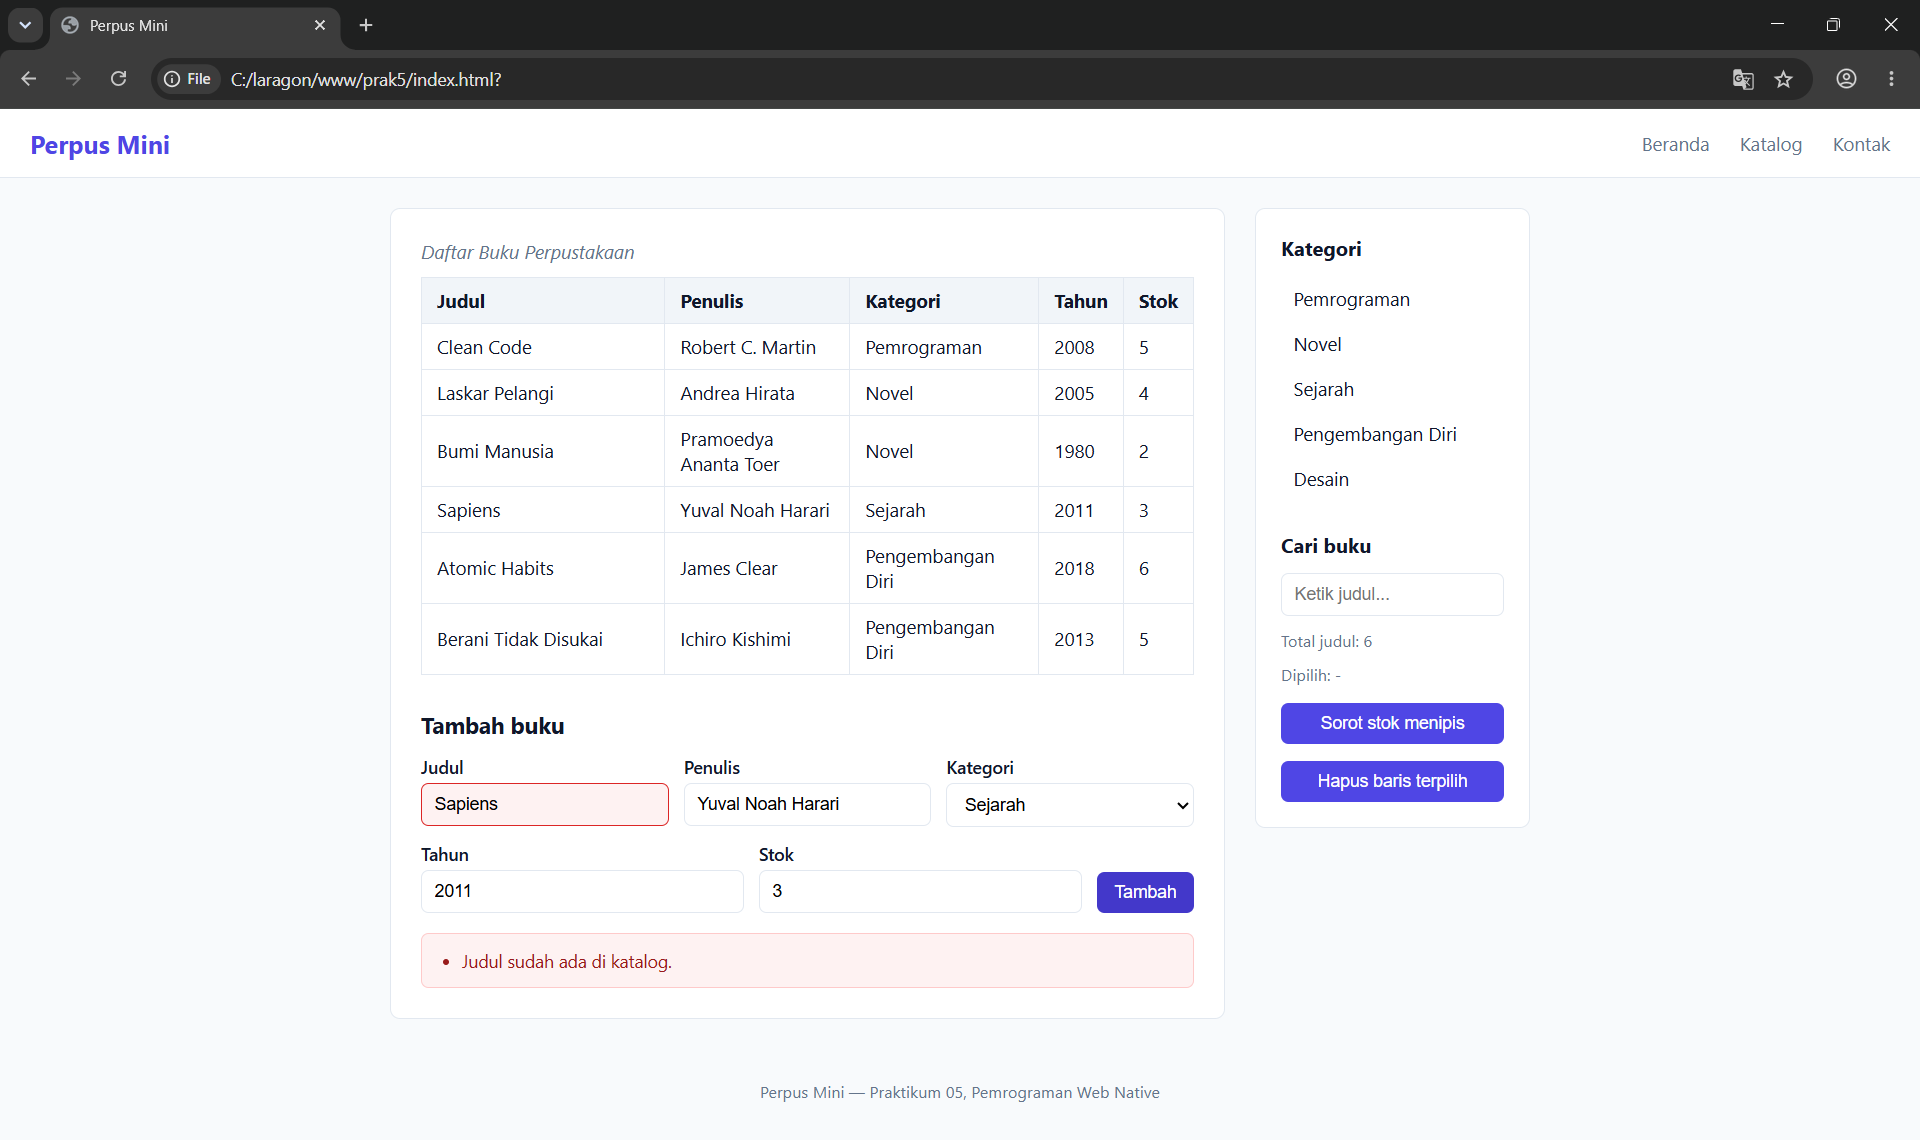 Perpus Mini
File C:/laragon/www/prak5/index.html?
Perpus Mini
Beranda Katalog Kontak
Daftar Buku Perpustakaan
Judul Penulis Kategori Tahun Stok
Clean Code Robert C. Martin Pemrograman 2008 5
Laskar Pelangi Andrea Hirata Novel 2005 4
Bumi Manusia Pramoedya Ananta Toer Novel 1980 2
Sapiens Yuval Noah Harari Sejarah 2011 3
Atomic Habits James Clear Pengembangan Diri 2018 6
Berani Tidak Disukai Ichiro Kishimi Pengembangan Diri 2013 5
Tambah buku
Judul Penulis Kategori
Sapiens Yuval Noah Harari Sejarah
Tahun Stok
2011 3 Tambah
• Judul sudah ada di katalog.
Kategori
Pemrograman
Novel
Sejarah
Pengembangan Diri
Desain
Cari buku
Ketik judul...
Total judul: 6
Dipilih: -
Sorot stok menipis
Hapus baris terpilih
Perpus Mini — Praktikum 05, Pemrograman Web Native